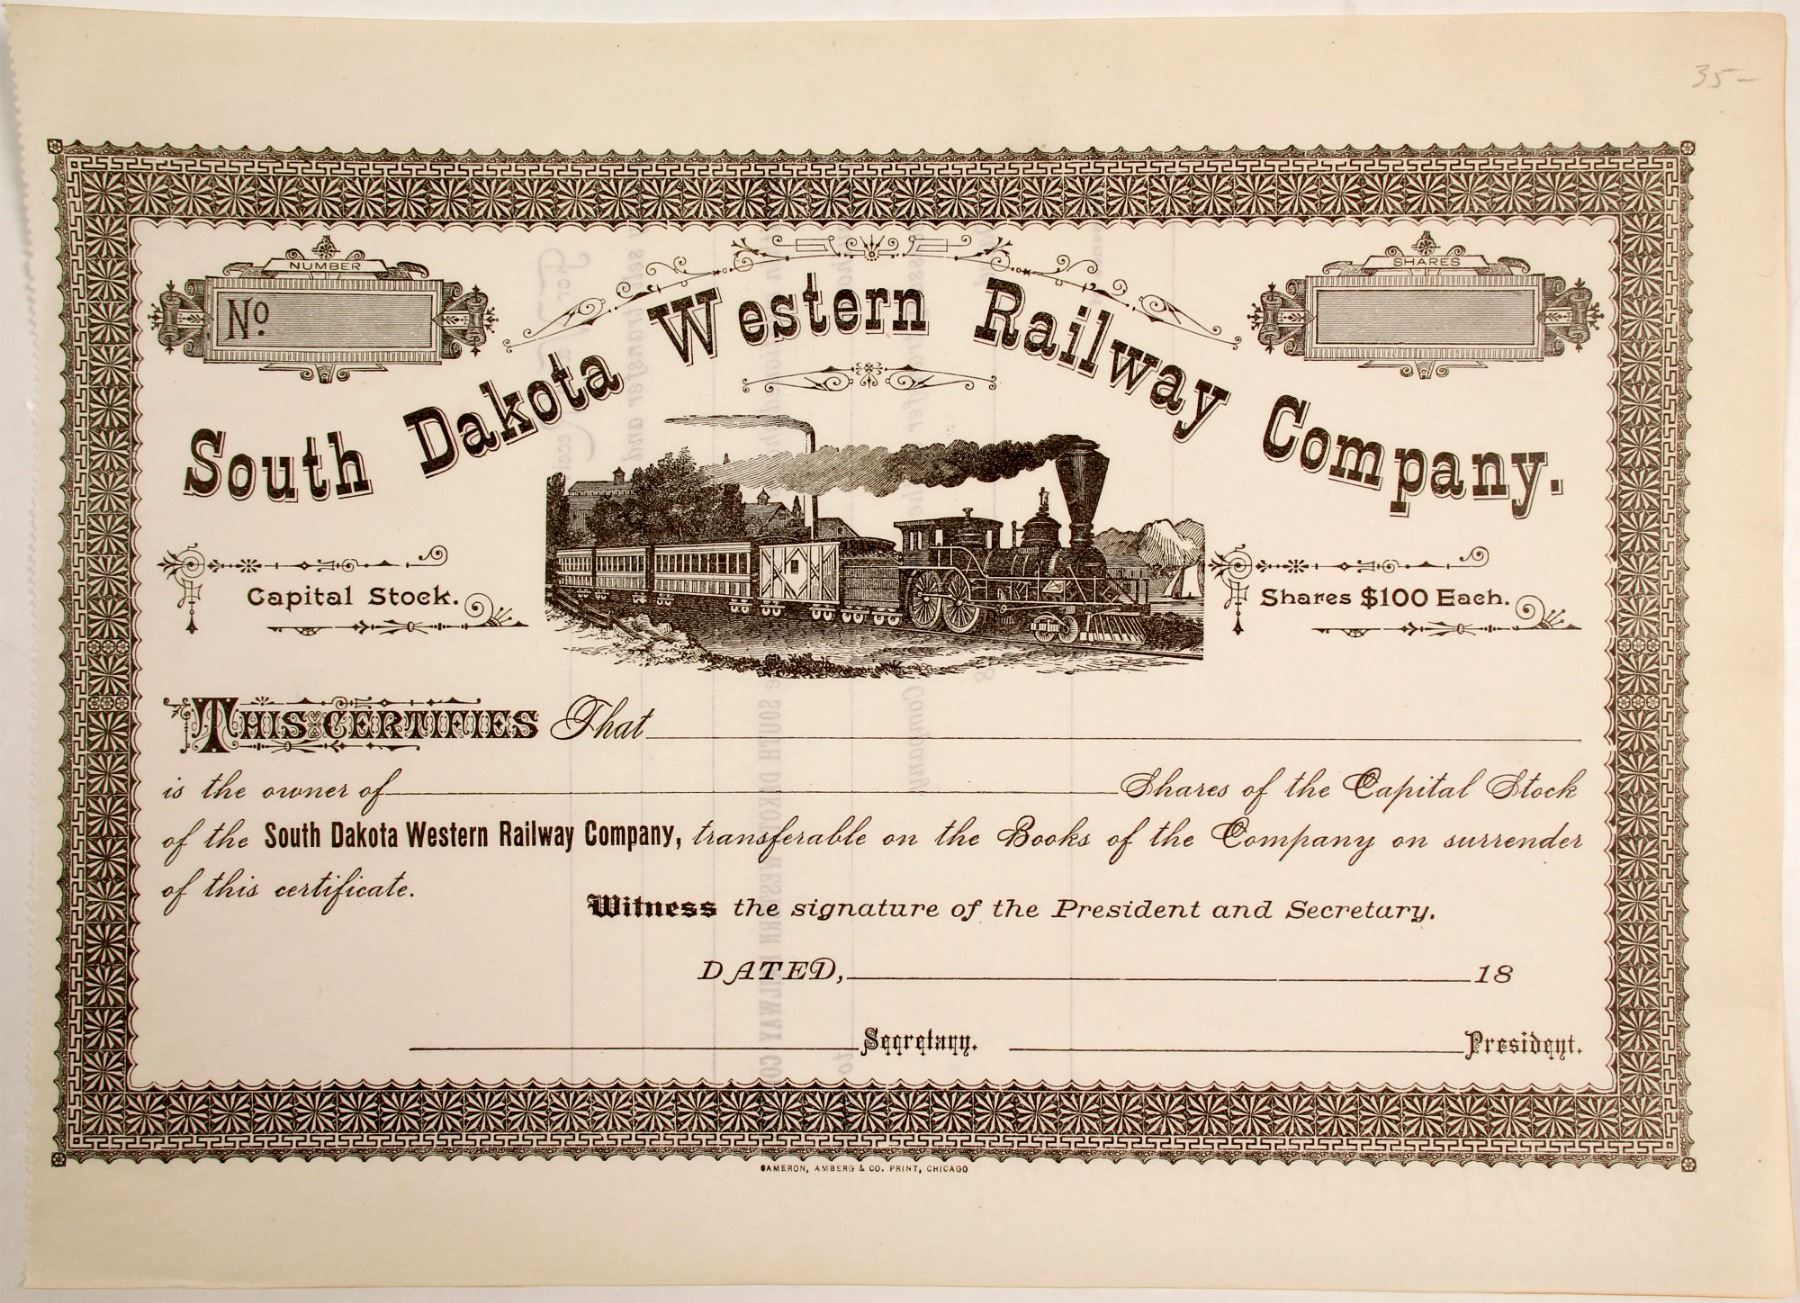 35-
NUMBER
No.
SHARES
South Dakota Western Railway Company.
Capital Stock.
Shares $100 Each.
THIS CERTIFIES That
is the owner of Shares of the Capital Stock
of the South Dakota Western Railway Company, transferable on the Books of the Company on surrender
of this certificate.
Witness the signature of the President and Secretary.
DATED, 18
Secretary. President.
CAMERON, AMBERG & CO. PRINT, CHICAGO